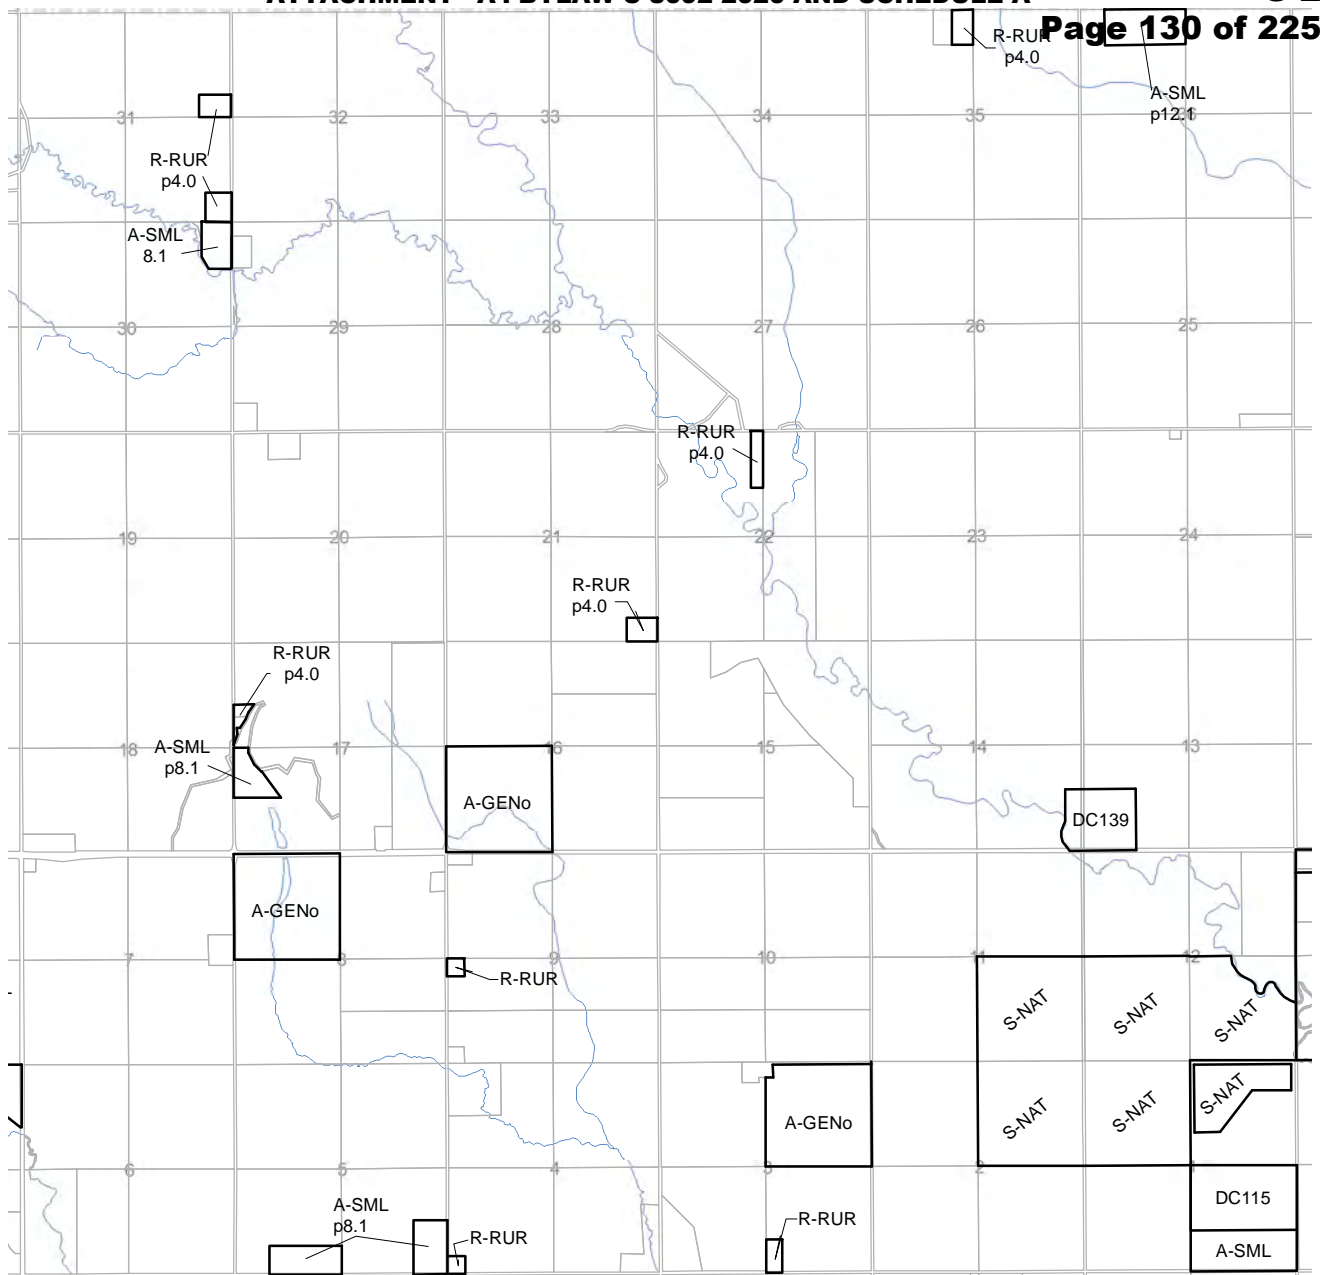 Page 130 of 225
R-RUR
p4.0
A-SML
p12.1
31
32
33
34
35
36
R-RUR
p4.0
A-SML
8.1
30
29
28
27
26
25
R-RUR
p4.0
19
20
21
22
23
24
R-RUR
p4.0
R-RUR
p4.0
18
A-SML
p8.1
17
16
15
14
13
A-GENo
DC139
A-GENo
7
8
9
10
11
12
R-RUR
S-NAT
S-NAT
S-NAT
S-NAT
S-NAT
S-NAT
A-GENo
6
5
4
3
2
1
A-SML
p8.1
R-RUR
R-RUR
DC115
A-SML